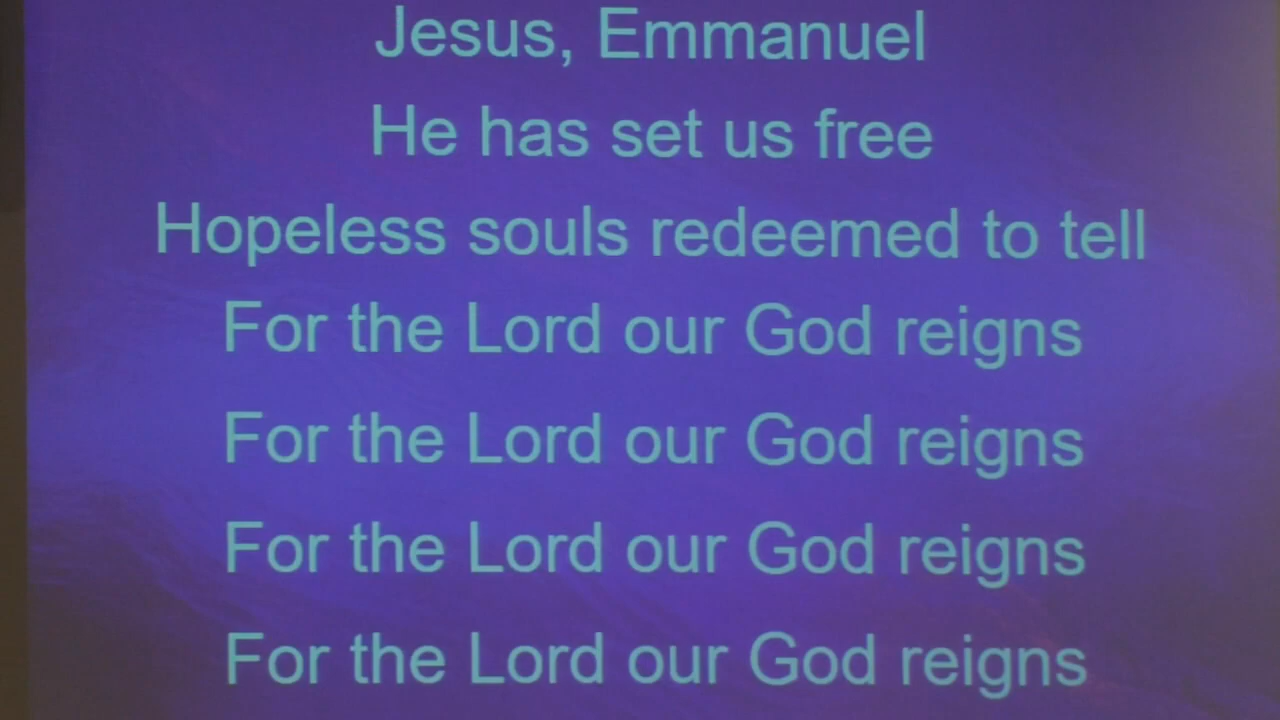 Jesus, Emmanuel
He has set us free
Hopeless souls redeemed to tell
For the Lord our God reigns
For the Lord our God reigns
For the Lord our God reigns
For the Lord our God reigns